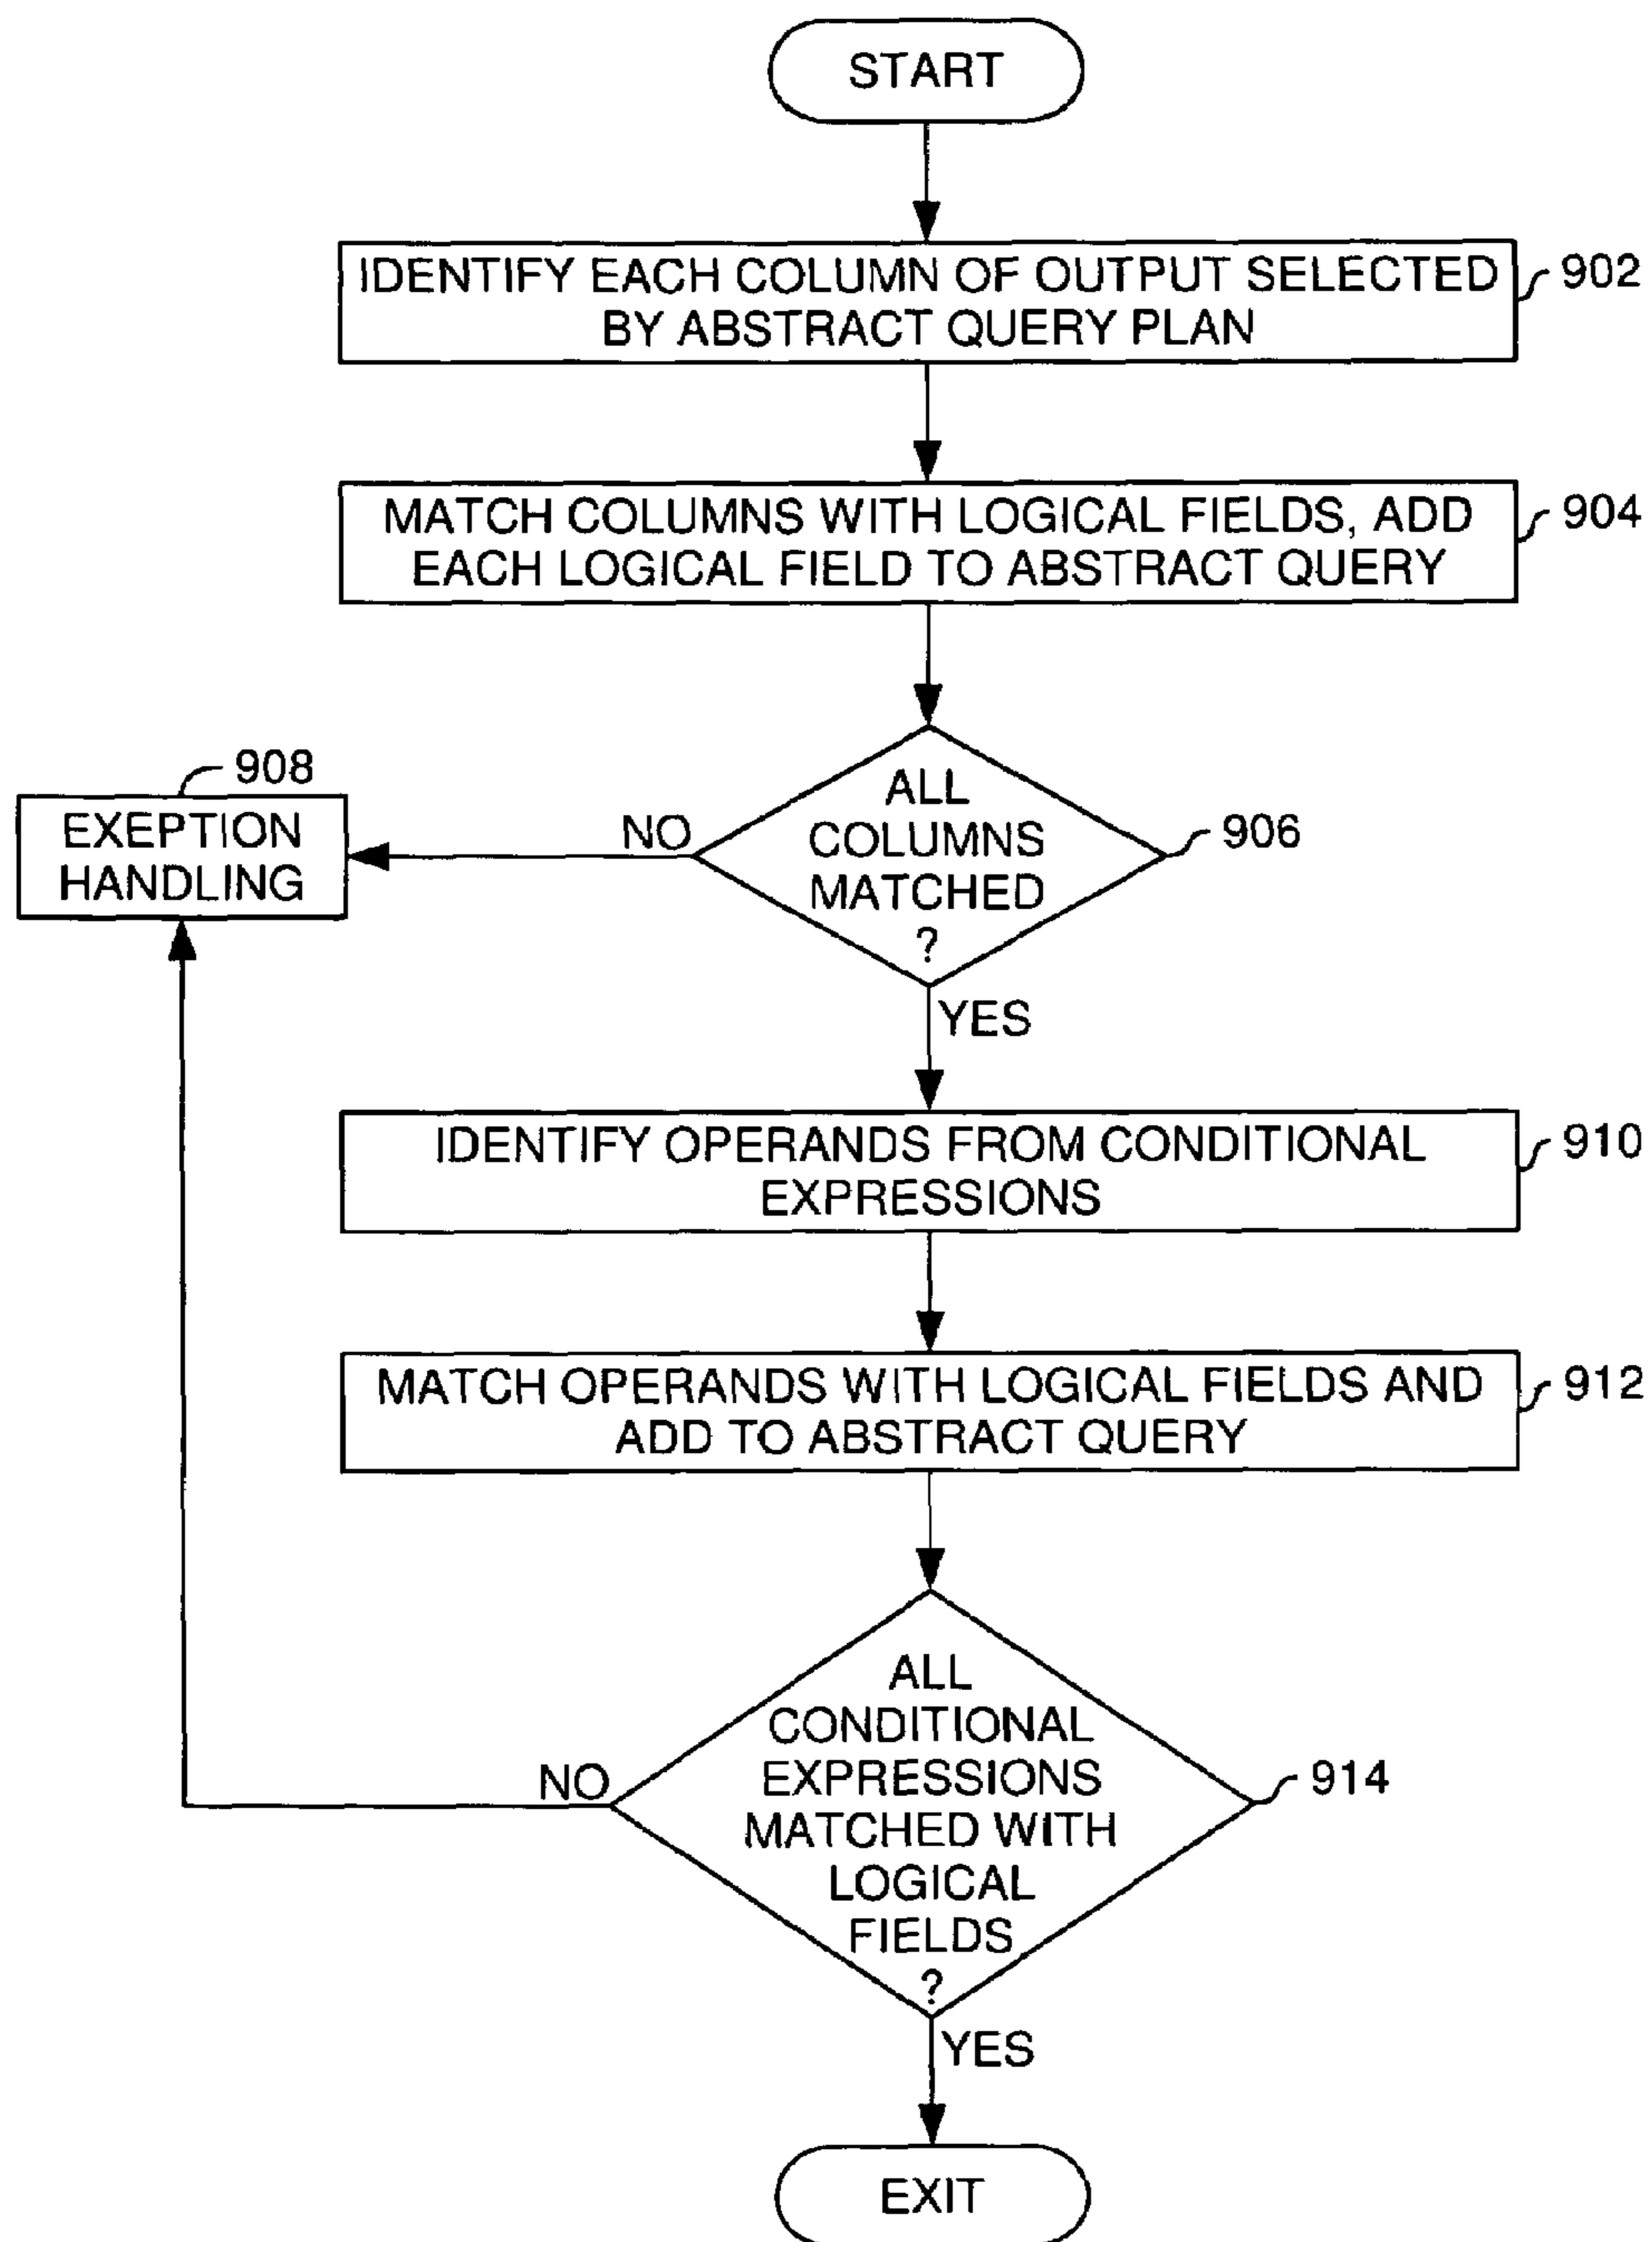 START
IDENTIFY EACH COLUMN OF OUTPUT SELECTED
BY ABSTRACT QUERY PLAN
902
MATCH COLUMNS WITH LOGICAL FIELDS, ADD
EACH LOGICAL FIELD TO ABSTRACT QUERY
904
ALL
COLUMNS
MATCHED
?
906
NO
908
EXEPTION
HANDLING
YES
IDENTIFY OPERANDS FROM CONDITIONAL
EXPRESSIONS
910
MATCH OPERANDS WITH LOGICAL FIELDS AND
ADD TO ABSTRACT QUERY
912
ALL
CONDITIONAL
EXPRESSIONS
MATCHED WITH
LOGICAL
FIELDS
?
914
NO
YES
EXIT